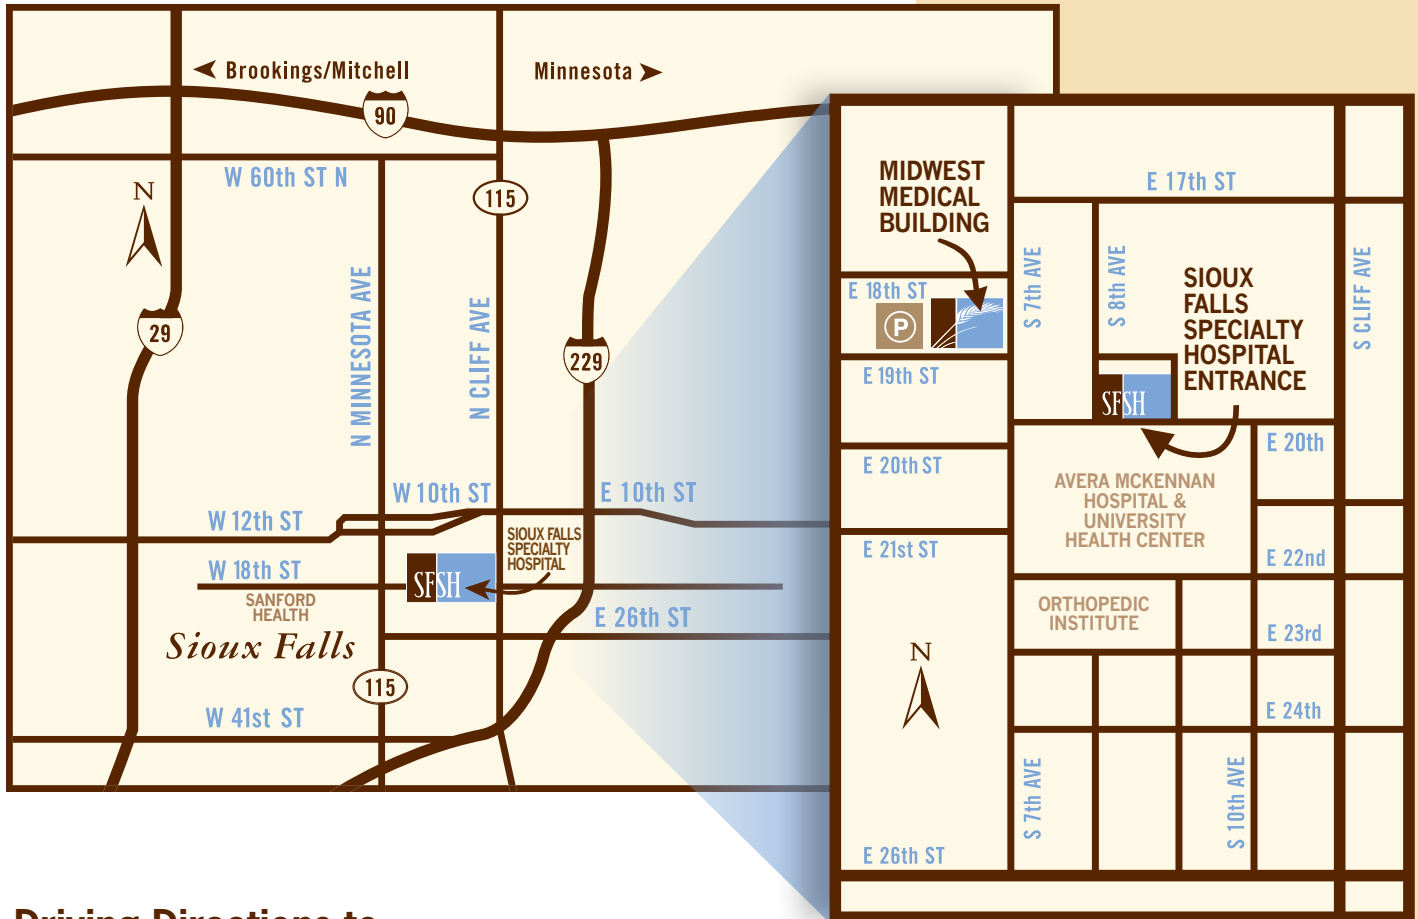 Brookings/Mitchell
Minnesota
90
W 60th ST N
N
115
29
N MINNESOTA AVE
N CLIFF AVE
229
W 10th ST
E 10th ST
W 12th ST
SIOUX FALLS
SPECIALTY
HOSPITAL
W 18th ST
SFSH
SANFORD
HEALTH
E 26th ST
Sioux Falls
115
W 41st ST
MIDWEST
MEDICAL
BUILDING
E 17th ST
S 7th AVE
S 8th AVE
S CLIFF AVE
SIOUX
FALLS
SPECIALTY
HOSPITAL
ENTRANCE
E 18th ST
P
E 19th ST
SFSH
E 20th
E 20th ST
AVERA MCKENNAN
HOSPITAL &
UNIVERSITY
HEALTH CENTER
E 21st ST
E 22nd
ORTHOPEDIC
INSTITUTE
E 23rd
N
E 24th
S 7th AVE
S 10th AVE
E 26th ST
Driving Directions to